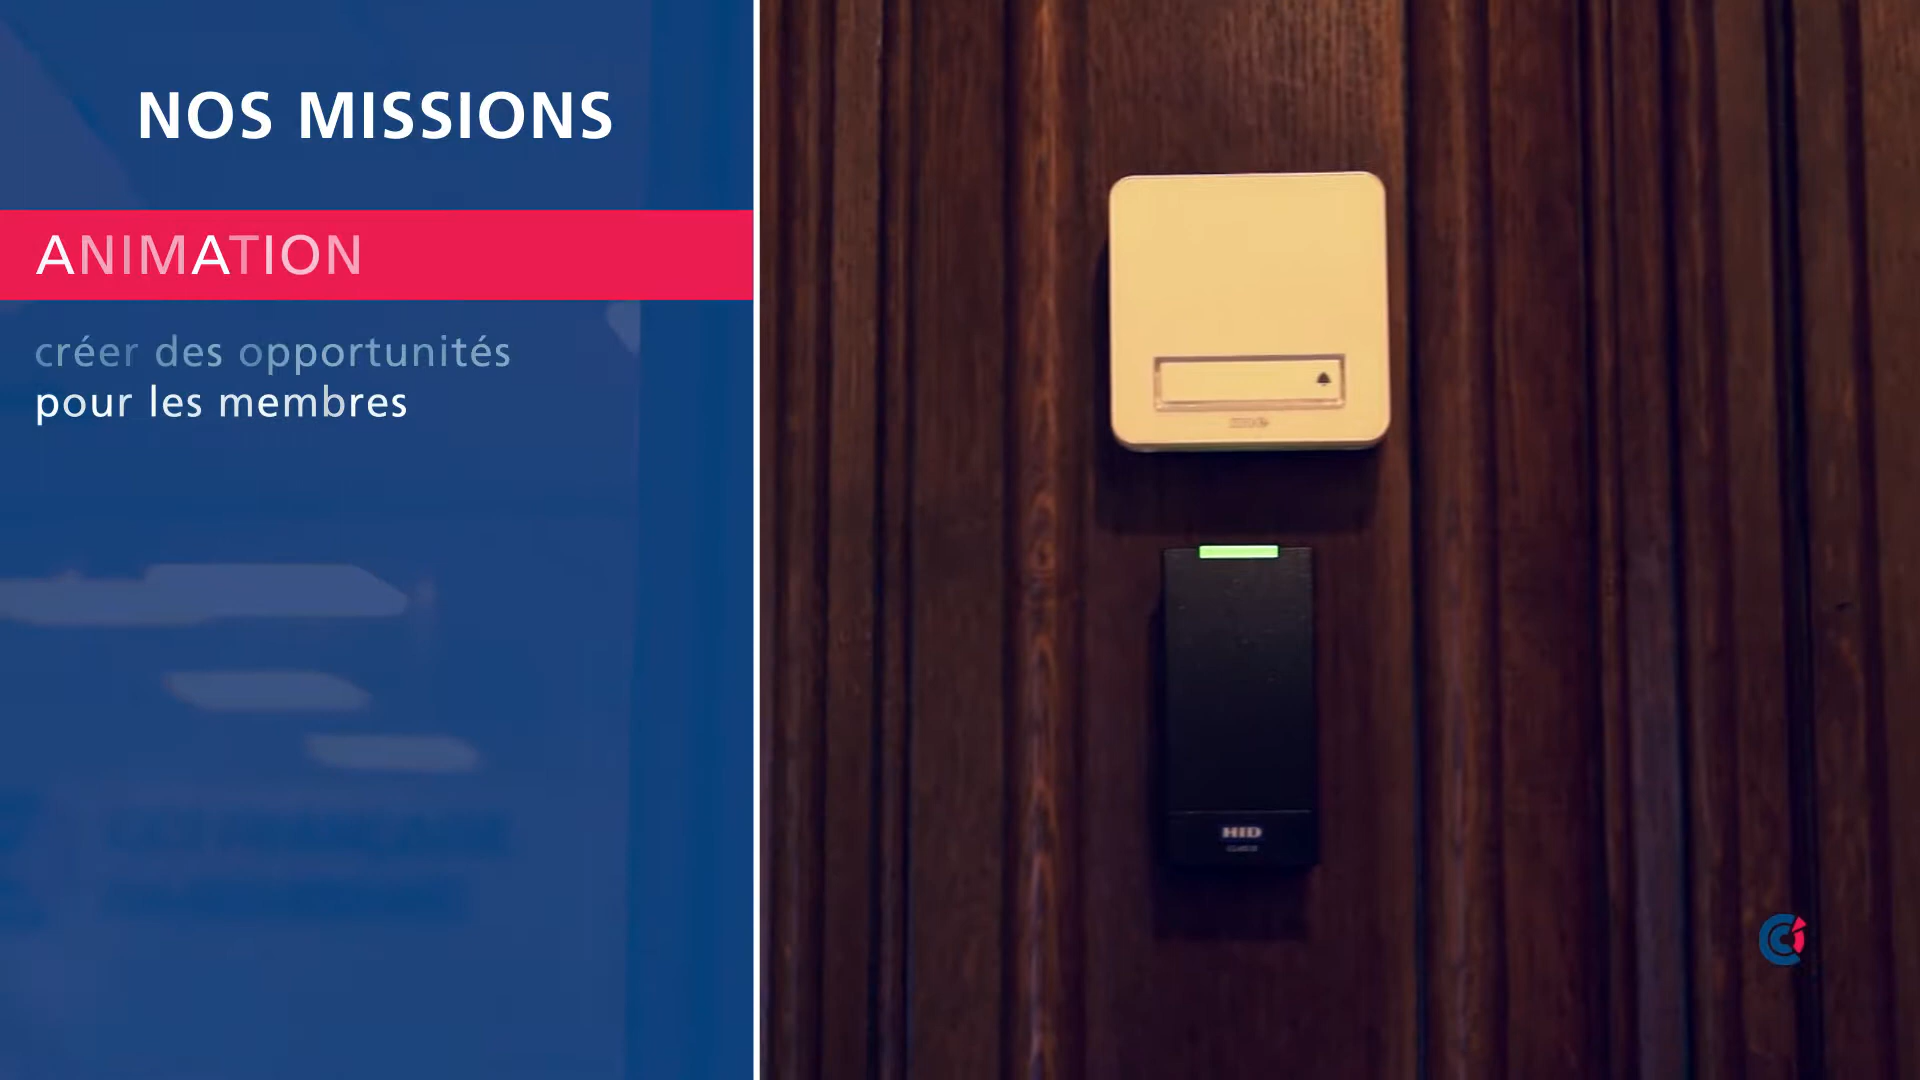 NOS MISSIONS
ANIMATION
créer des opportunités
pour les membres
HID